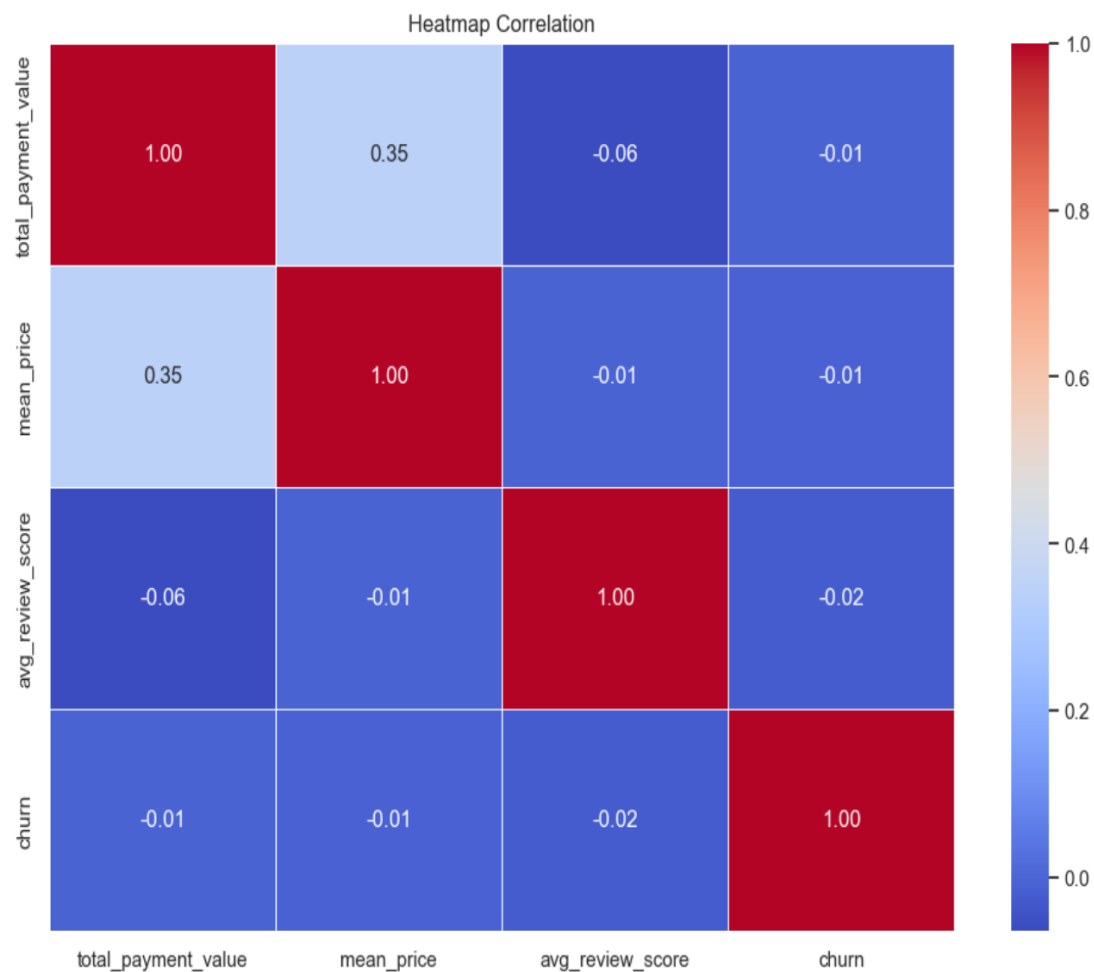 Heatmap Correlation
total_payment_value
1.00
0.35
-0.06
-0.01
mean_price
0.35
1.00
-0.01
-0.01
avg_review_score
-0.06
-0.01
1.00
-0.02
churn
-0.01
-0.01
-0.02
1.00
total_payment_value
mean_price
avg_review_score
churn
1.0
0.8
0.6
0.4
0.2
0.0